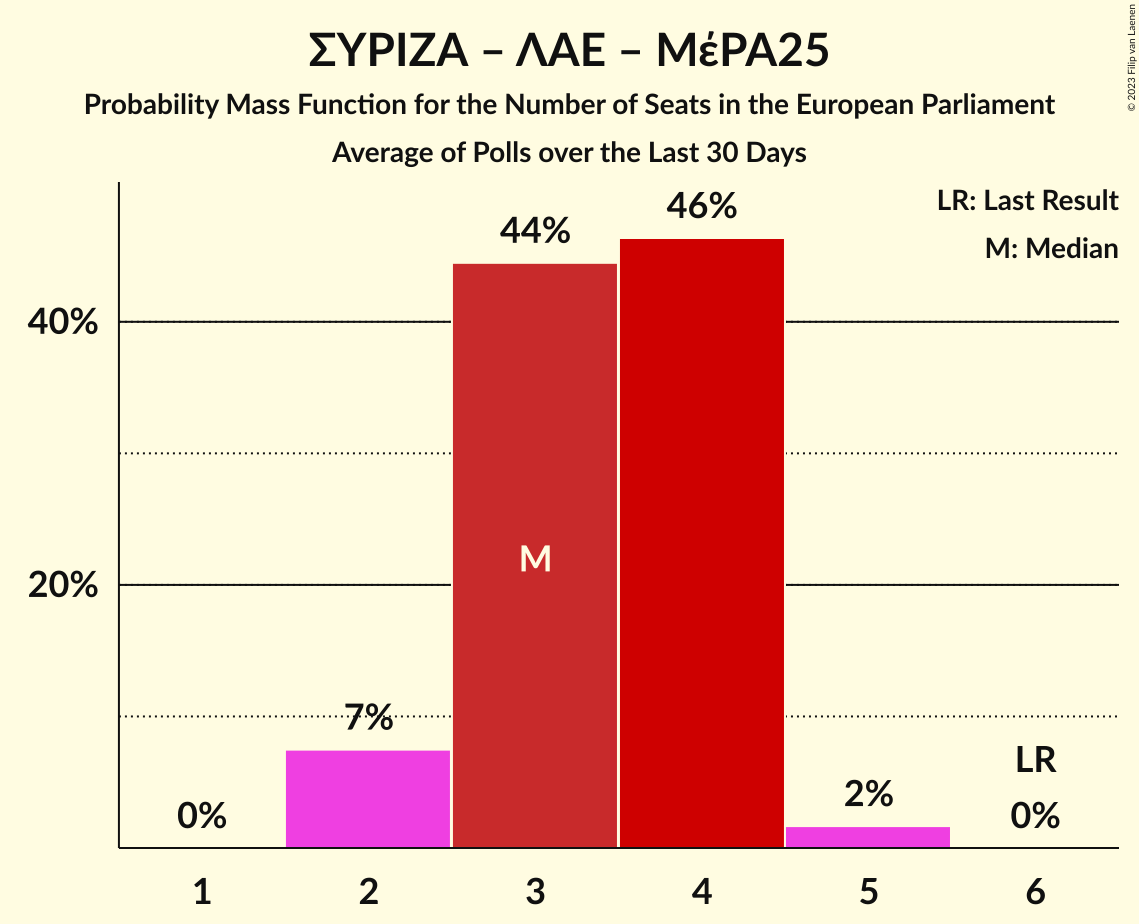 ΣΥΡΙΖΑ – ΛΑΕ – ΜέΡΑ25
Probability Mass Function for the Number of Seats in the European Parliament
Average of Polls over the Last 30 Days
© 2023 Filip van Laenen
LR: Last Result
M: Median
40%
20%
0%
7%
44%
M
46%
2%
LR
0%
1 2 3 4 5 6